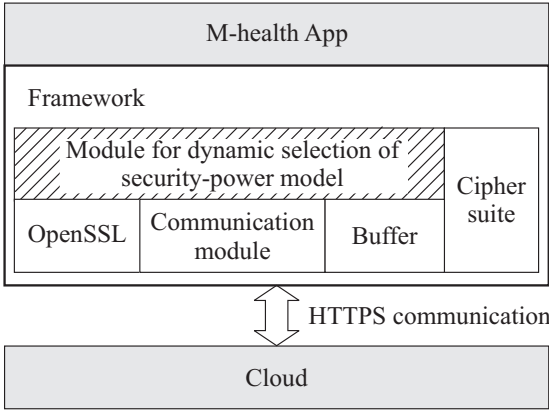 M-health App
Framework
Module for dynamic selection of
security-power model
Cipher
suite
OpenSSL
Communication
module
Buffer
HTTPS communication
Cloud